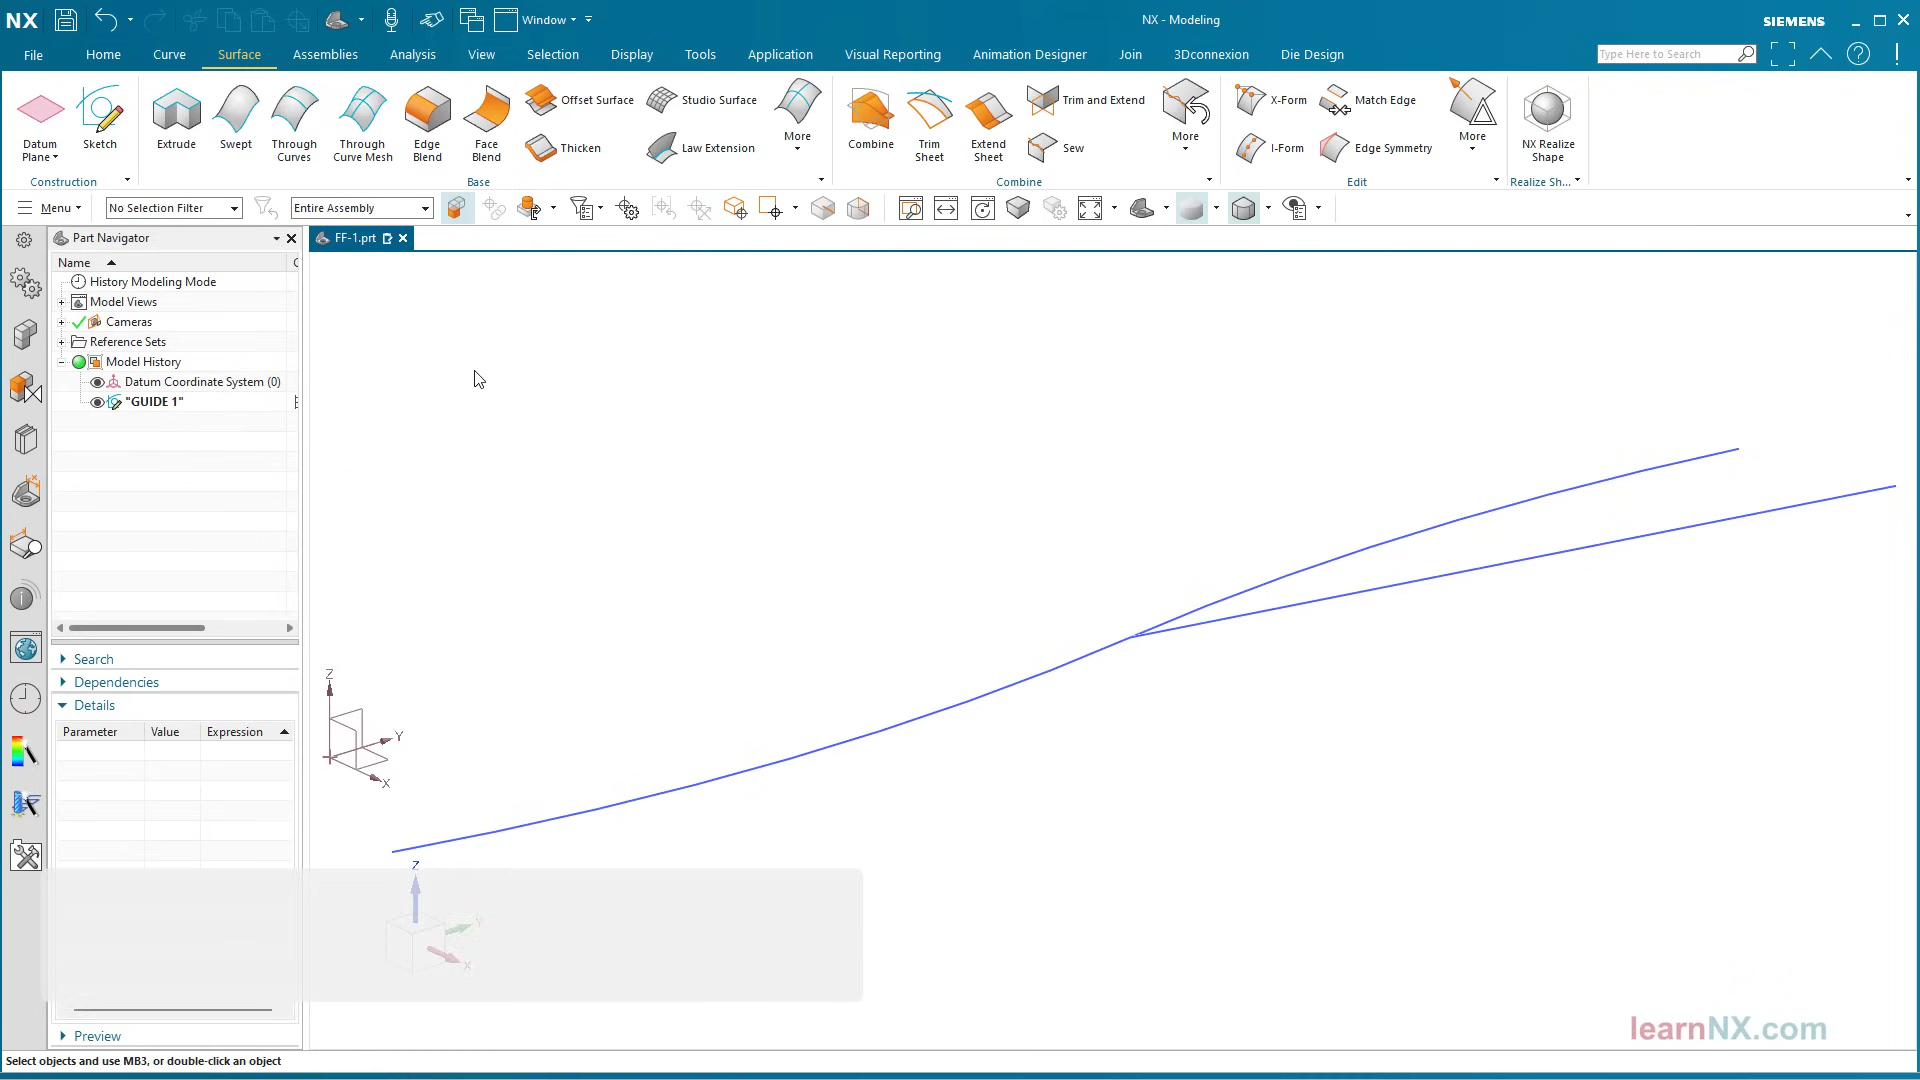 NX
Window
NX - Modeling
SIEMENS
File
Home
Curve
Surface
Assemblies
Analysis
View
Selection
Display
Tools
Application
Visual Reporting
Animation Designer
Join
3Dconnexion
Die Design
Type Here to Search
Datum
Plane
Sketch
Extrude
Swept
Through
Curves
Through
Curve Mesh
Edge
Blend
Face
Blend
Offset Surface
Thicken
Studio Surface
Law Extension
More
Combine
Trim
Sheet
Extend
Sheet
Trim and Extend
Sew
More
X-Form
I-Form
Match Edge
Edge Symmetry
More
NX Realize
Shape
Construction
Base
Combine
Edit
Realize Sh...
Menu
No Selection Filter
Entire Assembly
Part Navigator
FF-1.prt
Name
History Modeling Mode
Model Views
Cameras
Reference Sets
Model History
Datum Coordinate System (0)
"GUIDE 1"
Search
Dependencies
Details
Parameter
Value
Expression
Preview
Z
Y
X
Z
Y
X
learnNX.com
Select objects and use MB3, or double-click an object